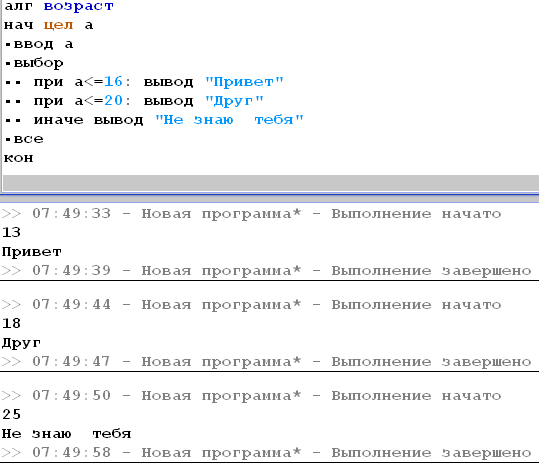 алг возраст
нач цел а
▪ввод а
▪выбор
▪▪ при а<=16: вывод "Привет"
▪▪ при а<=20: вывод "Друг"
▪▪ иначе вывод "Не знаю  тебя"
▪все
кон
>> 07:49:33 - Новая программа* - Выполнение начато
13
Привет
>> 07:49:39 - Новая программа* - Выполнение завершено
>> 07:49:44 - Новая программа* - Выполнение начато
18
Друг
>> 07:49:47 - Новая программа* - Выполнение завершено
>> 07:49:50 - Новая программа* - Выполнение начато
25
Не знаю  тебя
>> 07:49:58 - Новая программа* - Выполнение завершено